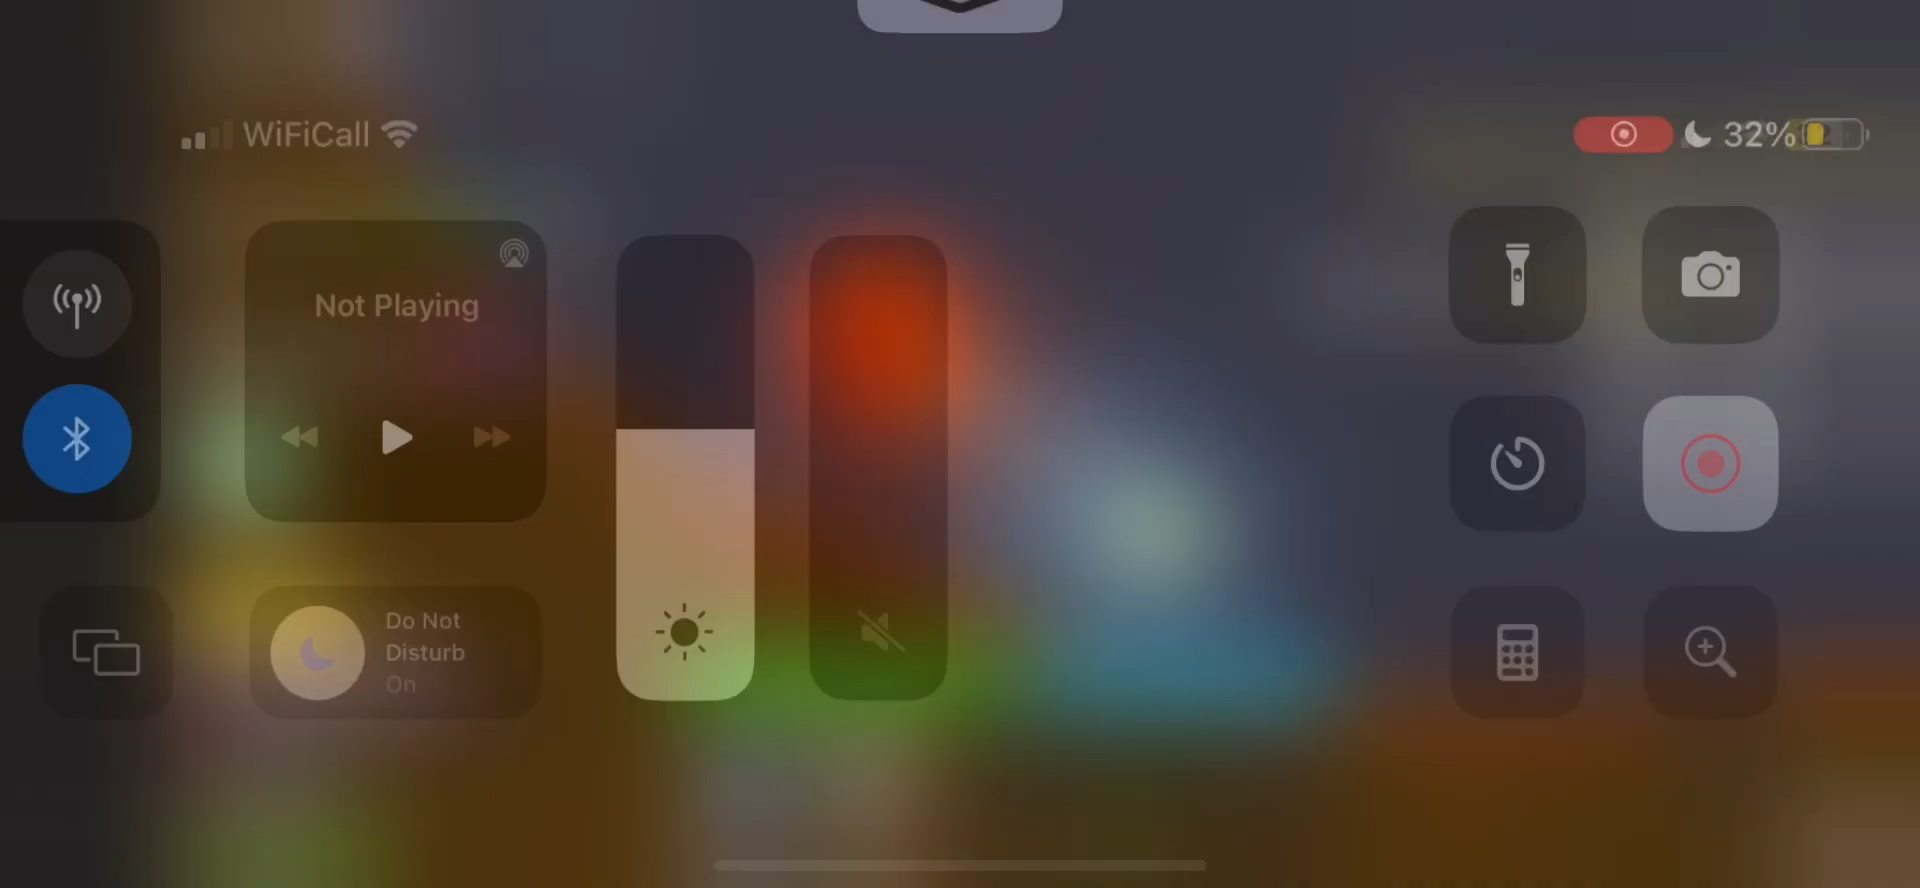 WiFiCall
32%
Not Playing
Do Not
Disturb
On